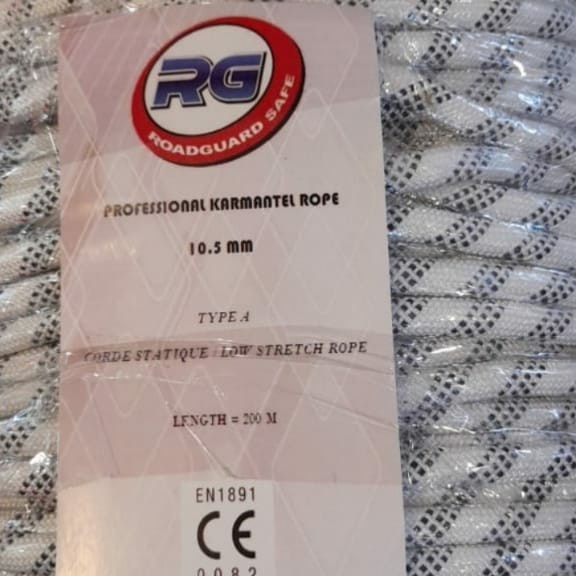 RG
ROADGUARD SAFE
PROFESSIONAL KARMANTEL ROPE
10.5 MM
TYPE A
CORDE STATIQUE / LOW STRETCH ROPE
LENGTH = 200 M
EN1891
CE
0082